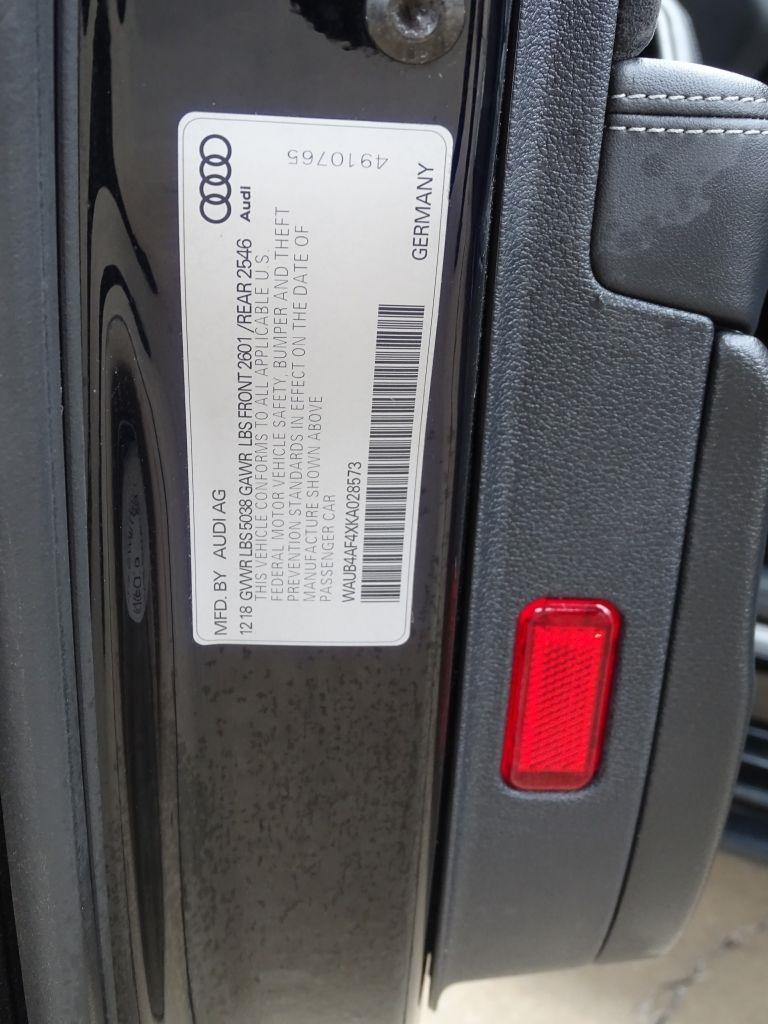 Audi
4910765
MFD. BY AUDI AG
12 18 GVWR LBS 5038 GAWR LBS FRONT 2601 / REAR 2546
THIS VEHICLE CONFORMS TO ALL APPLICABLE U.S.
FEDERAL MOTOR VEHICLE SAFETY, BUMPER AND THEFT
PREVENTION STANDARDS IN EFFECT ON THE DATE OF
MANUFACTURE SHOWN ABOVE
PASSENGER CAR
WAUB4AF4XKA028573
GERMANY